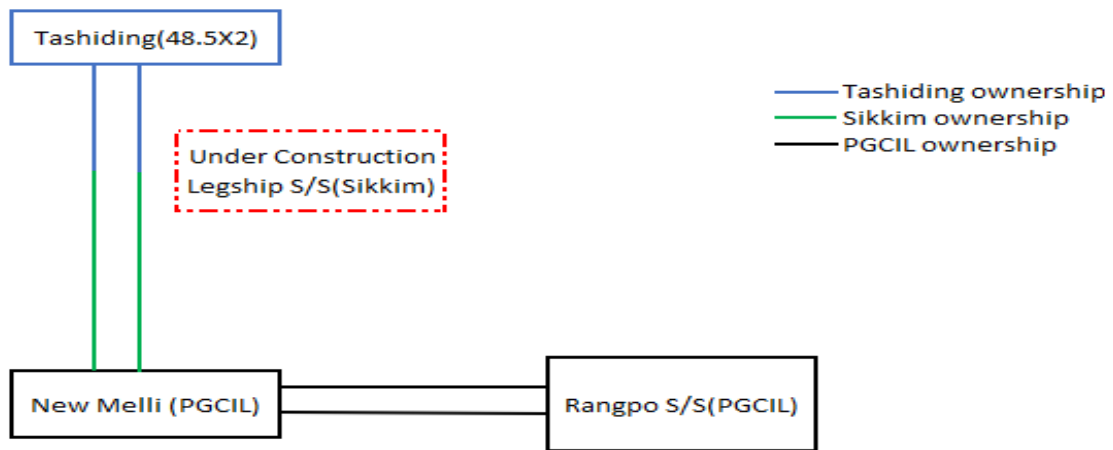 Tashiding(48.5X2)
Tashiding ownership
Sikkim ownership
PGCIL ownership
Under Construction
Legship S/S(Sikkim)
New Melli (PGCIL)
Rangpo S/S(PGCIL)